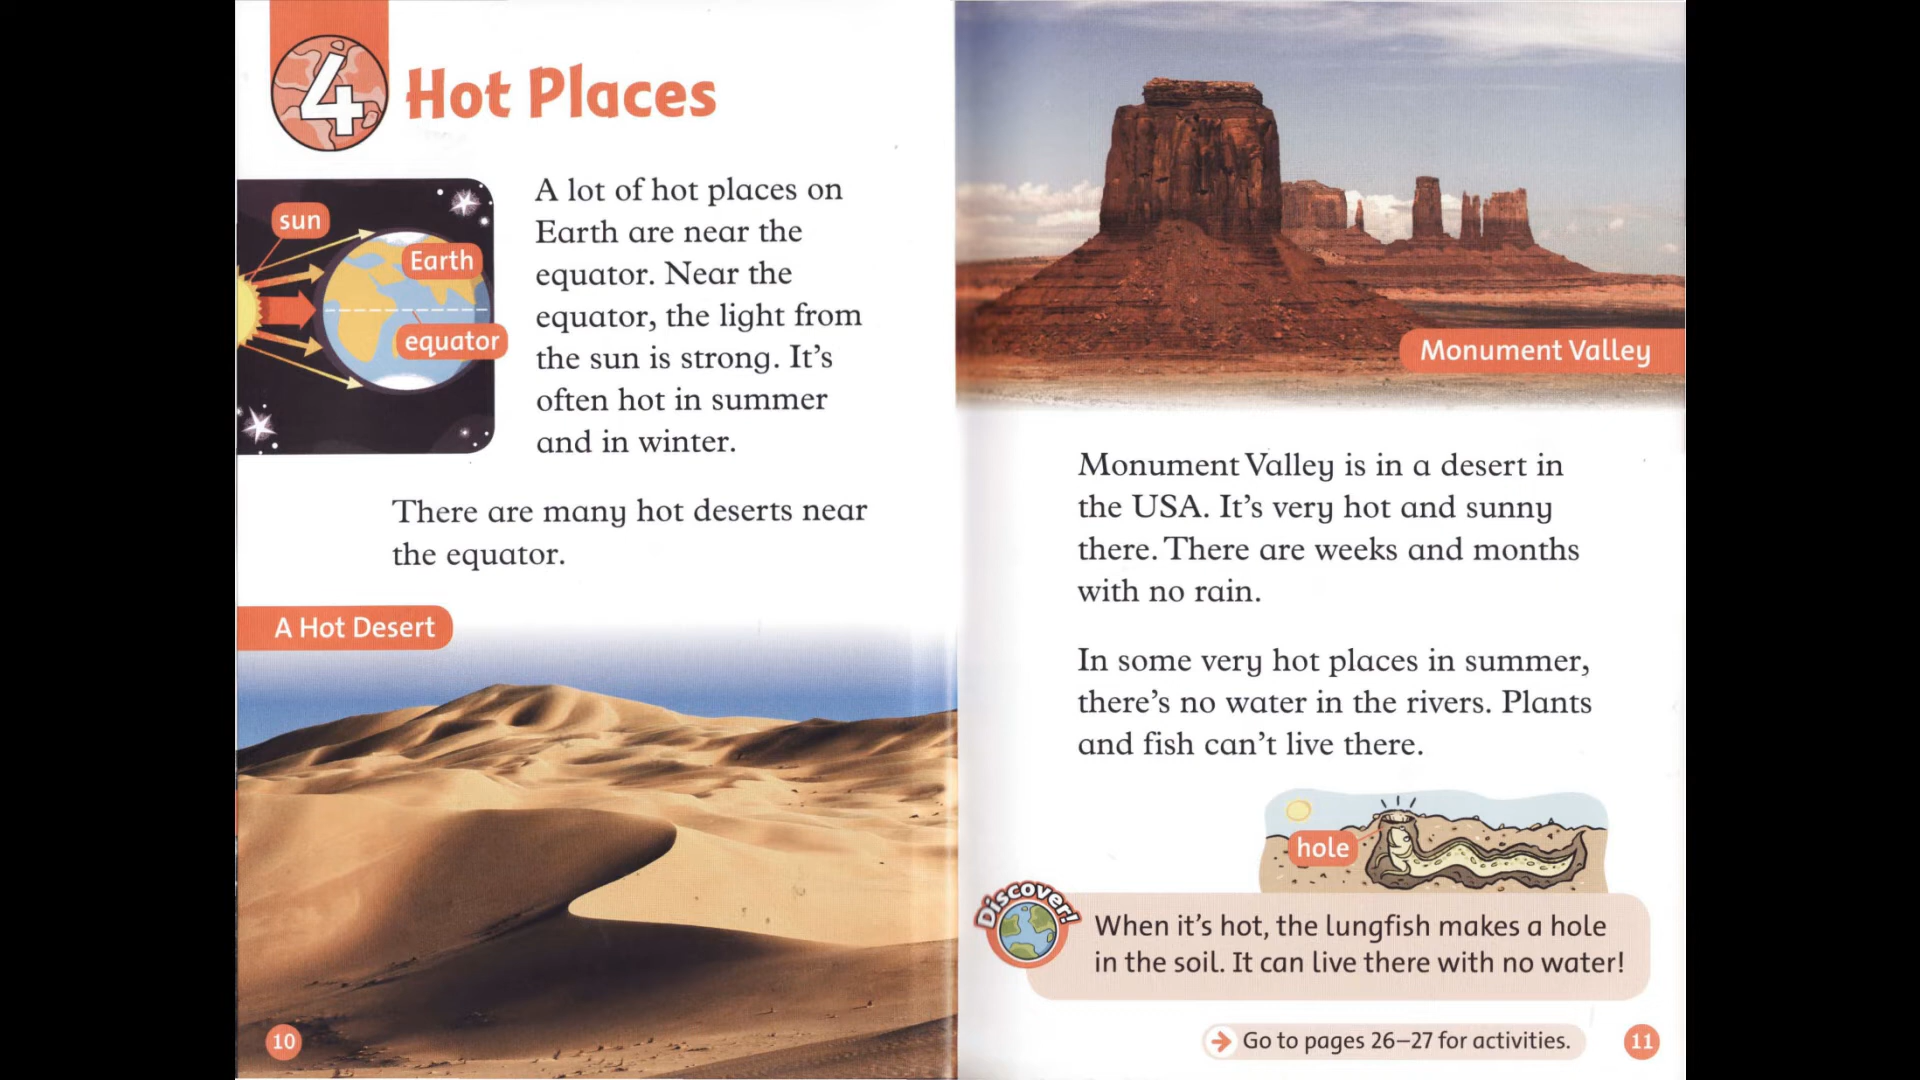 4
Hot Places
sun
Earth
equator
A lot of hot places on
Earth are near the
equator. Near the
equator, the light from
the sun is strong. It's
often hot in summer
and in winter.
There are many hot deserts near
the equator.
A Hot Desert
10
Monument Valley
Monument Valley is in a desert in
the USA. It's very hot and sunny
there. There are weeks and months
with no rain.
In some very hot places in summer,
there's no water in the rivers. Plants
and fish can't live there.
hole
Discover!
When it's hot, the lungfish makes a hole
in the soil. It can live there with no water!
Go to pages 26–27 for activities.
11